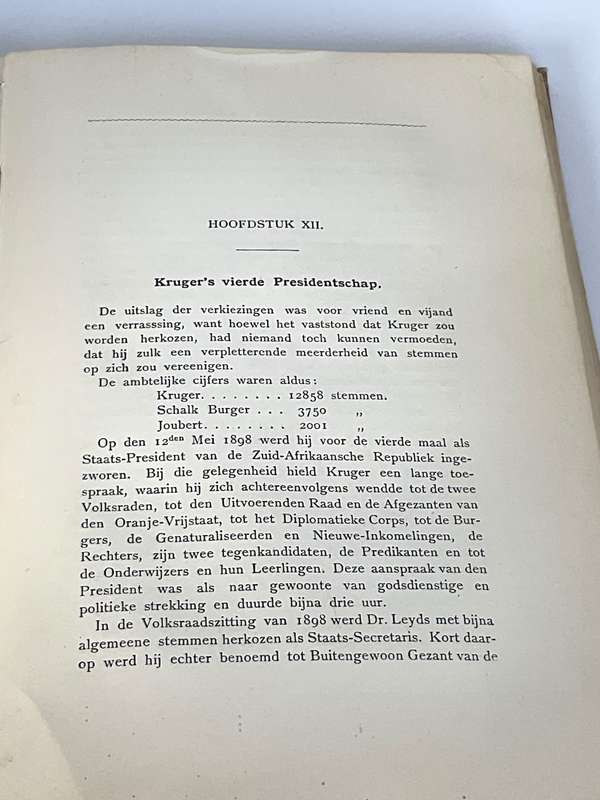 HOOFDSTUK XII.
Kruger's vierde Presidentschap.
De uitslag der verkiezingen was voor vriend en vijand
een verrasssing, want hoewel het vaststond dat Kruger zou
worden herkozen, had niemand toch kunnen vermoeden,
dat hij zulk een verpletterende meerderheid van stemmen
op zich zou vereenigen.
De ambtelijke cijfers waren aldus:
Kruger. . . . . . . . 12858 stemmen.
Schalk Burger . . . 3750 „
Joubert. . . . . . . . 2001 „
Op den 12den Mei 1898 werd hij voor de vierde maal als
Staats-President van de Zuid-Afrikaansche Republiek inge-
zworen. Bij die gelegenheid hield Kruger een lange toe-
spraak, waarin hij zich achtereenvolgens wendde tot de twee
Volksraden, tot den Uitvoerenden Raad en de Afgezanten van
den Oranje-Vrijstaat, tot het Diplomatieke Corps, tot de Bur-
gers, de Genaturaliseerden en Nieuwe-Inkomelingen, de
Rechters, zijn twee tegenkandidaten, de Predikanten en tot
de Onderwijzers en hun Leerlingen. Deze aanspraak van den
President was als naar gewoonte van godsdienstige en
politieke strekking en duurde bijna drie uur.
In de Volksraadszitting van 1898 werd Dr. Leyds met bijna
algemeene stemmen herkozen als Staats-Secretaris. Kort daar-
op werd hij echter benoemd tot Buitengewoon Gezant van de